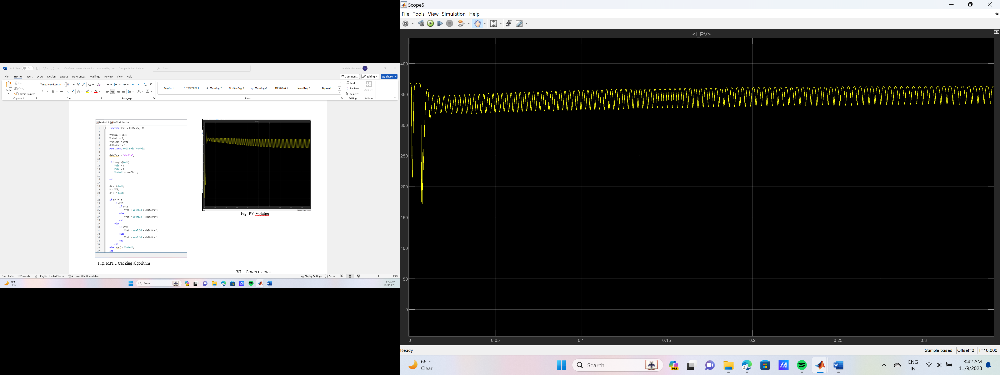 AutoSave Off Conference-template-A4 - Last saved by user - Compatibility Mode Search Jagdish Meghwal JM
File Home Insert Draw Design Layout References Mailings Review View Help Comments Editing Share
Paste Cut Copy Format Painter
Times New Roman 10
Emphasis I. HEADING 1 A. Heading 2 1) Heading 3 a) Heading 4 HEADING 5 Heading 6 Keywords
Find Replace Select Add-ins
Clipboard Font Paragraph Styles Editing Add-ins
letscheck MATLAB Function
1 function Vref = RefGen(V, I)
2
3 Vrefmax = 363;
4 Vrefmin = 0;
5 Vrefinit = 300;
6 deltaVref = 1;
7 persistent Vold Pold Vrefold;
8
9 dataType = 'double';
10
11 if isempty(Vold)
12 Vold = 0;
13 Pold = 0;
14 Vrefold = Vrefinit;
15
16 end
17
18 dV = V-Vold;
19 P = V*I;
20 dP = P-Pold;
21
22 if dP ~= 0
23 if dP<0
24 if dV<0
25 Vref = Vrefold + deltaVref;
26 else
27 Vref = Vrefold - deltaVref;
28 end
29 else
30 if dV<0
31 Vref = Vrefold - deltaVref;
32 else
33 Vref = Vrefold + deltaVref;
34 end
35 end
36 else Vref = Vrefold;
37 end
Fig. MPPT tracking algorithm
Fig. PV Volatge
VI. CONCLUSIONS
Page 3 of 4 1685 words English (United States) Accessibility: Unavailable Display Settings Focus 156%
66°F
Clear
Search
3:42 AM
11/9/2023
Scope5
File Tools View Simulation Help
<I_PV>
400
350
300
250
200
150
100
50
0
0 0.05 0.1 0.15 0.2 0.25 0.3
Ready Sample based Offset=0 T=10.000
66°F
Clear
Search
PRE
ENG
IN
3:42 AM
11/9/2023